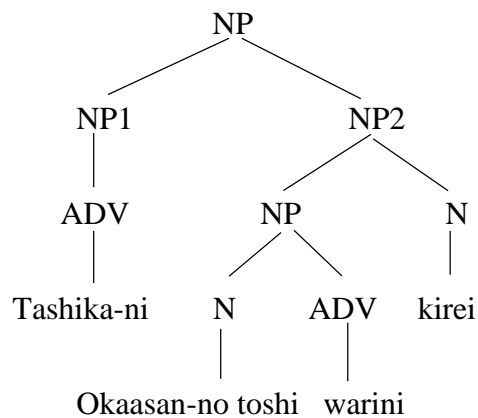 NP
NP1 NP2
ADV NP N
Tashika-ni N ADV kirei
Okaasan-no toshi warini